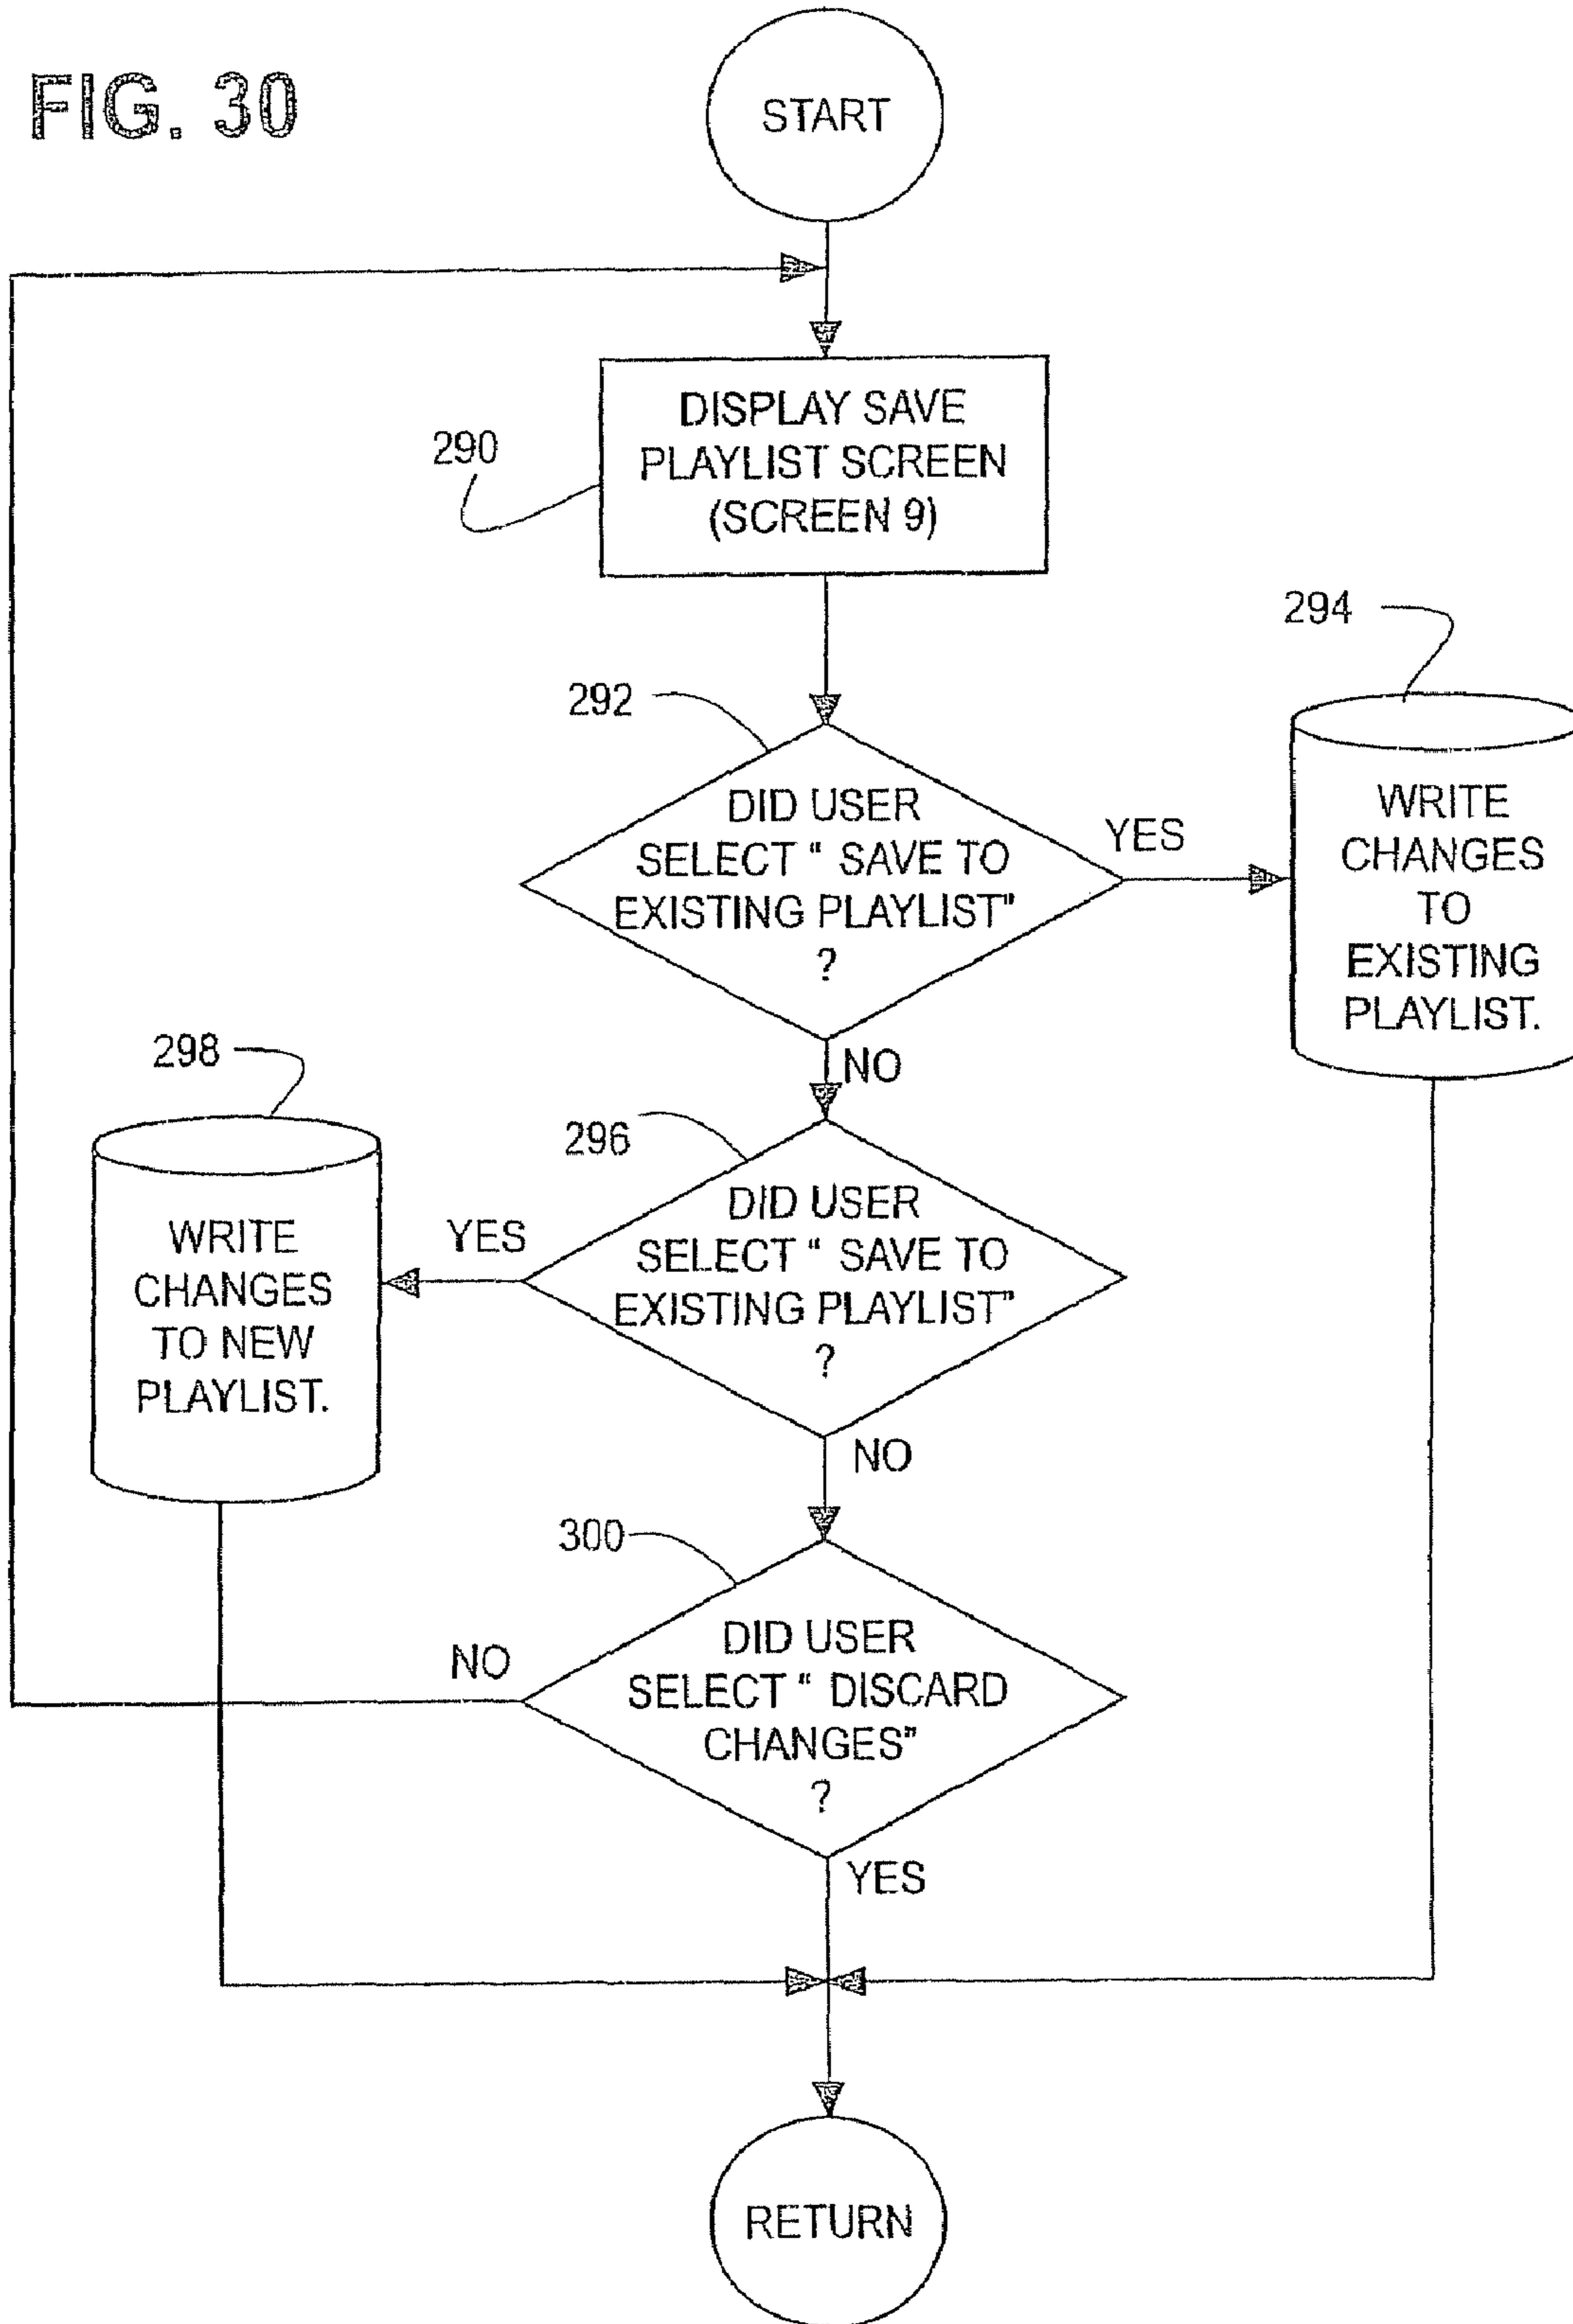 FIG. 30
START
DISPLAY SAVE
PLAYLIST SCREEN
(SCREEN 9)
290
292
DID USER
SELECT " SAVE TO
EXISTING PLAYLIST"
?
YES
294
WRITE
CHANGES
TO
EXISTING
PLAYLIST.
NO
296
DID USER
SELECT " SAVE TO
EXISTING PLAYLIST"
?
YES
298
WRITE
CHANGES
TO NEW
PLAYLIST.
NO
300
DID USER
SELECT " DISCARD
CHANGES"
?
NO
YES
RETURN